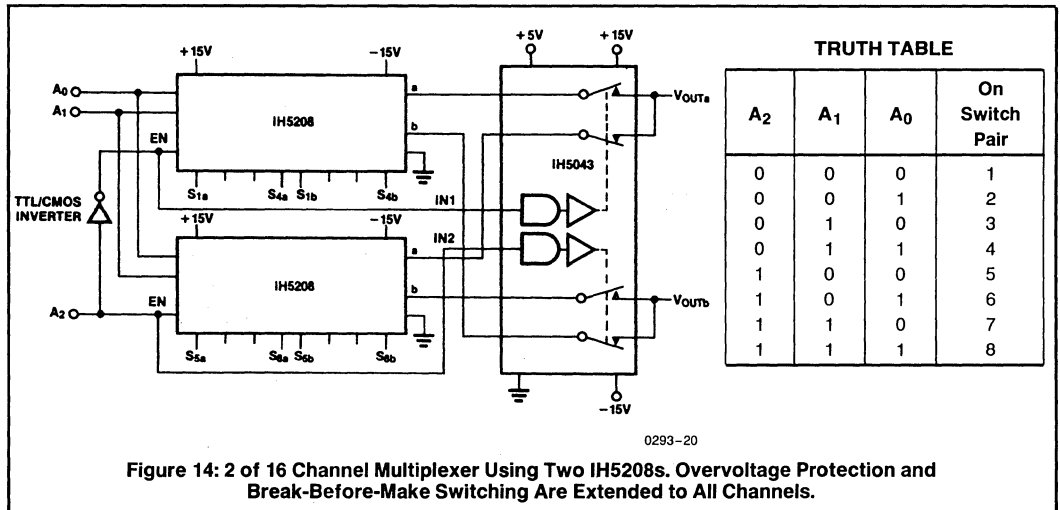 +15V
−15V
+5V
+15V
A0
A1
a
b
VOUTa
IH5208
EN
IH5043
S1a
S4a
S1b
S4b
TTL/CMOS
INVERTER
IN1
+15V
−15V
IN2
a
IH5208
b
VOUTb
EN
A2
S5a
S8a
S5b
S8b
−15V
TRUTH TABLE
A2 A1 A0 On Switch Pair
0 0 0 1
0 0 1 2
0 1 0 3
0 1 1 4
1 0 0 5
1 0 1 6
1 1 0 7
1 1 1 8
0293–20
Figure 14: 2 of 16 Channel Multiplexer Using Two IH5208s. Overvoltage Protection and
Break-Before-Make Switching Are Extended to All Channels.